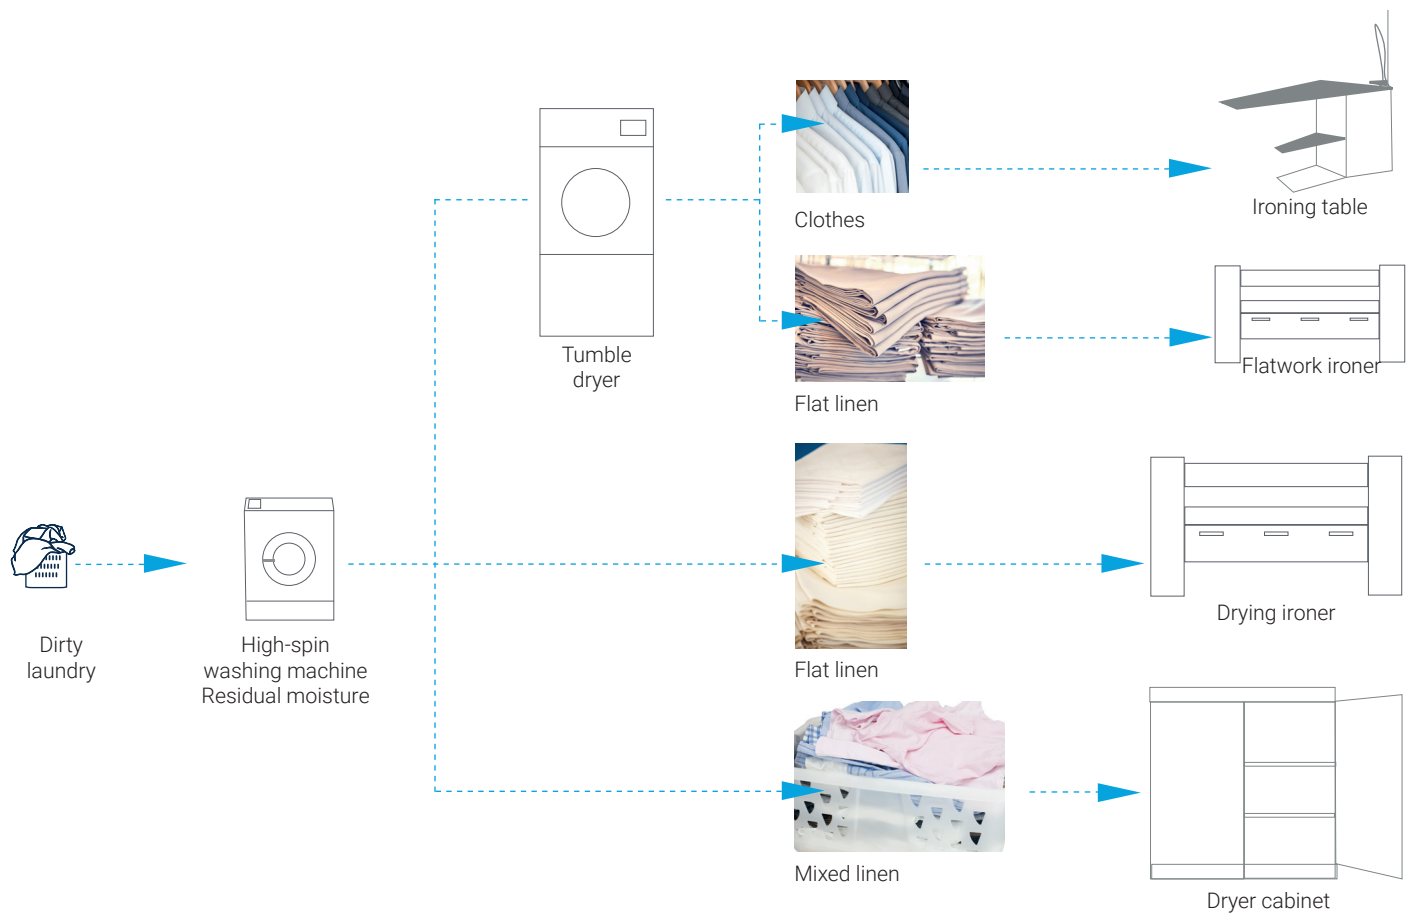 Clothes
Ironing table
Tumble
dryer
Flatwork ironer
Flat linen
Drying ironer
Dirty
laundry
High-spin
washing machine
Residual moisture
Flat linen
Mixed linen
Dryer cabinet